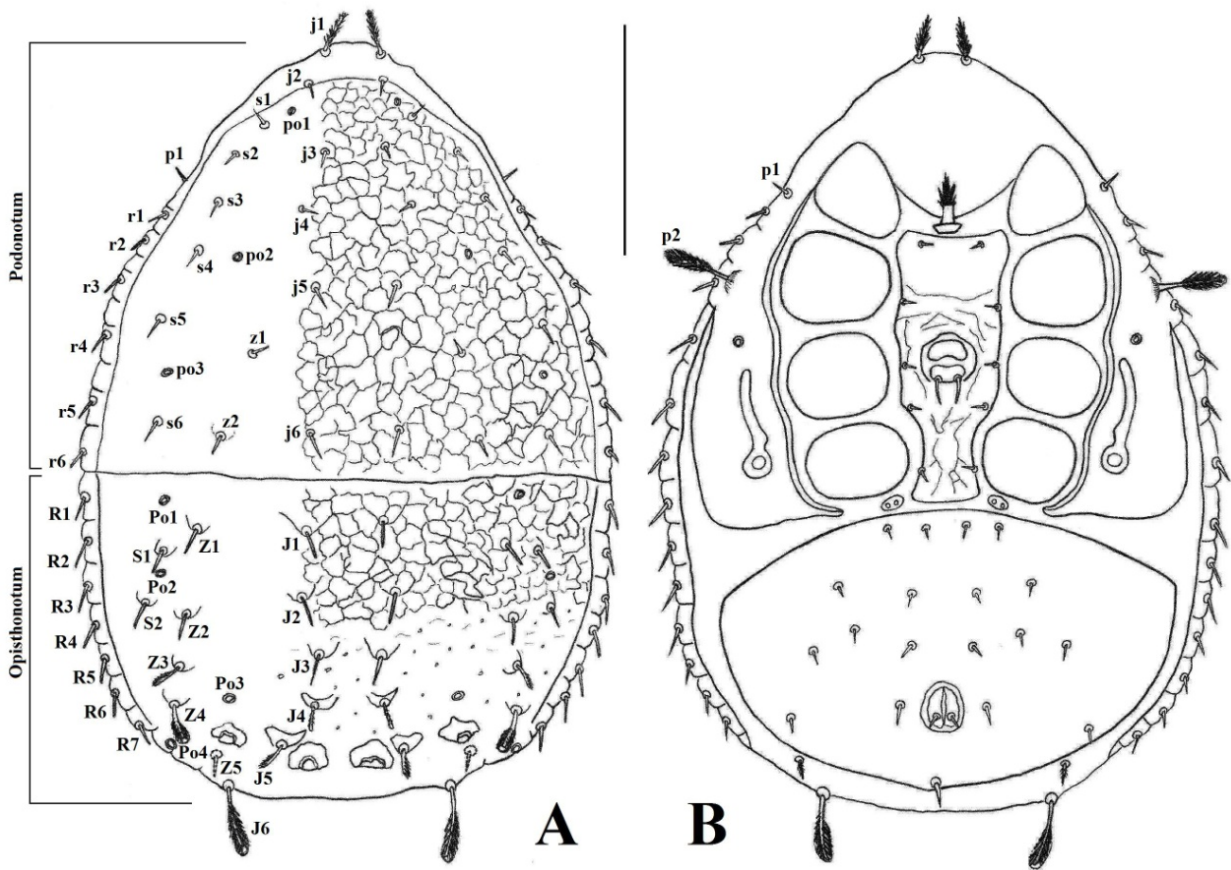 j1
j2
s1
po1
s2
j3
p1
s3
r1
j4
r2
s4
po2
r3
j5
s5
r4
z1
po3
r5
s6
z2
j6
r6
Podonotum
R1
Po1
Z1
J1
R2
S1
Po2
R3
S2
Z2
J2
R4
Z3
J3
R5
Po3
R6
Z4
J4
R7
Po4
Z5
J5
J6
Opisthonotum
A
p1
p2
B